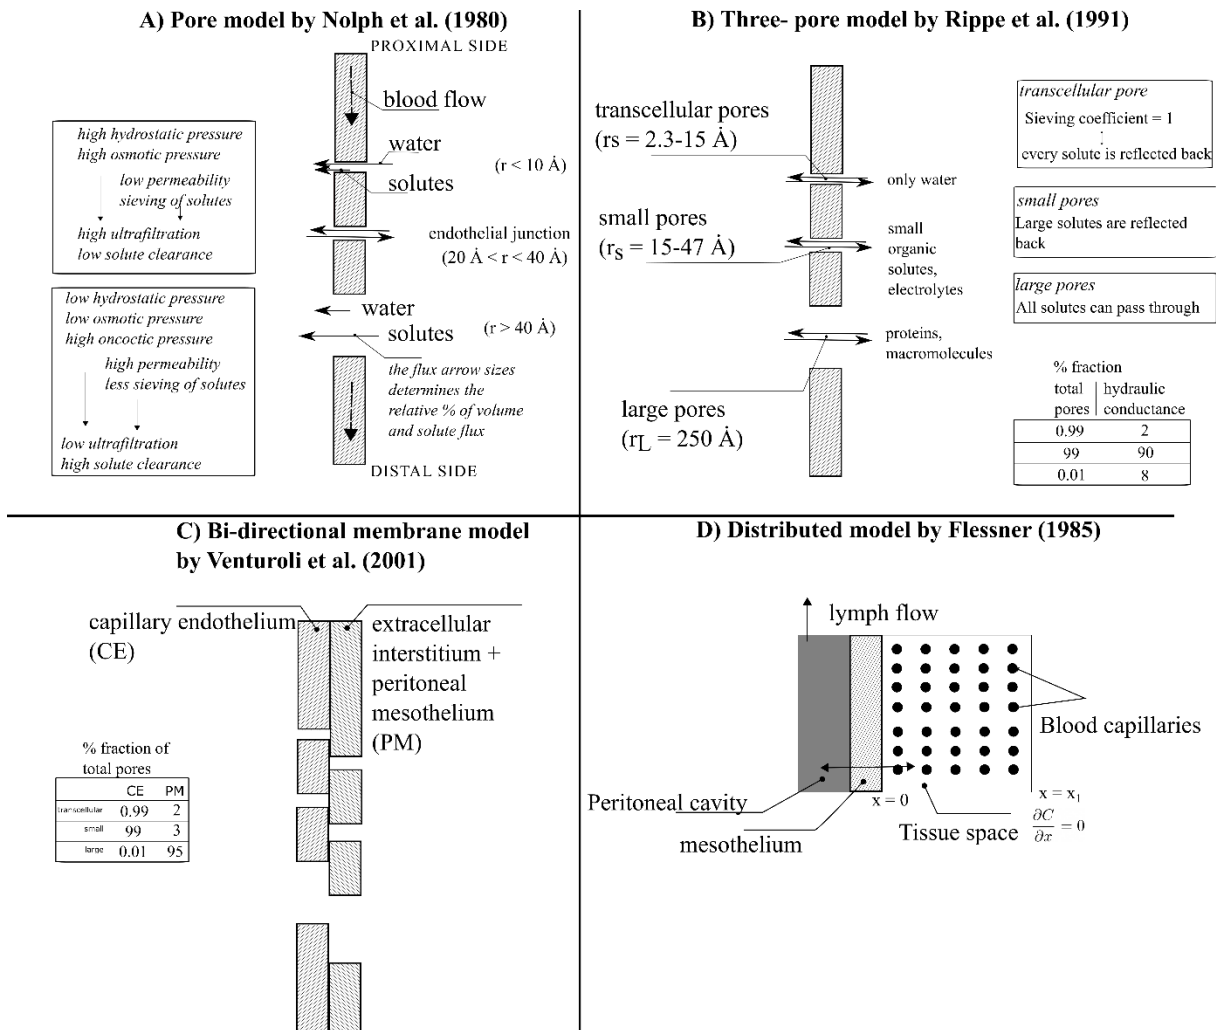 A) Pore model by Nolph et al. (1980)
PROXIMAL SIDE
blood flow
water
(r < 10 Å)
solutes
endothelial junction
(20 Å < r < 40 Å)
water
solutes
(r > 40 Å)
the flux arrow sizes
determines the
relative % of volume
and solute flux
DISTAL SIDE
high hydrostatic pressure
high osmotic pressure
low permeability
sieving of solutes
high ultrafiltration
low solute clearance
low hydrostatic pressure
low osmotic pressure
high oncoctic pressure
high permeability
less sieving of solutes
low ultrafiltration
high solute clearance
B) Three- pore model by Rippe et al. (1991)
transcellular pores
(rs = 2.3-15 Å)
only water
small pores
(rs = 15-47 Å)
small
organic
solutes,
electrolytes
proteins,
macromolecules
large pores
(rL = 250 Å)
transcellular pore
Sieving coefficient = 1
:
every solute is reflected back
small pores
Large solutes are reflected
back
large pores
All solutes can pass through
% fraction
total hydraulic
pores conductance
0.99 2
99 90
0.01 8
C) Bi-directional membrane model
by Venturoli et al. (2001)
capillary endothelium
(CE)
extracellular
interstitium +
peritoneal
mesothelium
(PM)
% fraction of
total pores
CE PM
transcellular 0.99 2
small 99 3
large 0.01 95
D) Distributed model by Flessner (1985)
lymph flow
Blood capillaries
Peritoneal cavity
x = 0
x = x1
mesothelium
Tissue space
∂C/∂x = 0